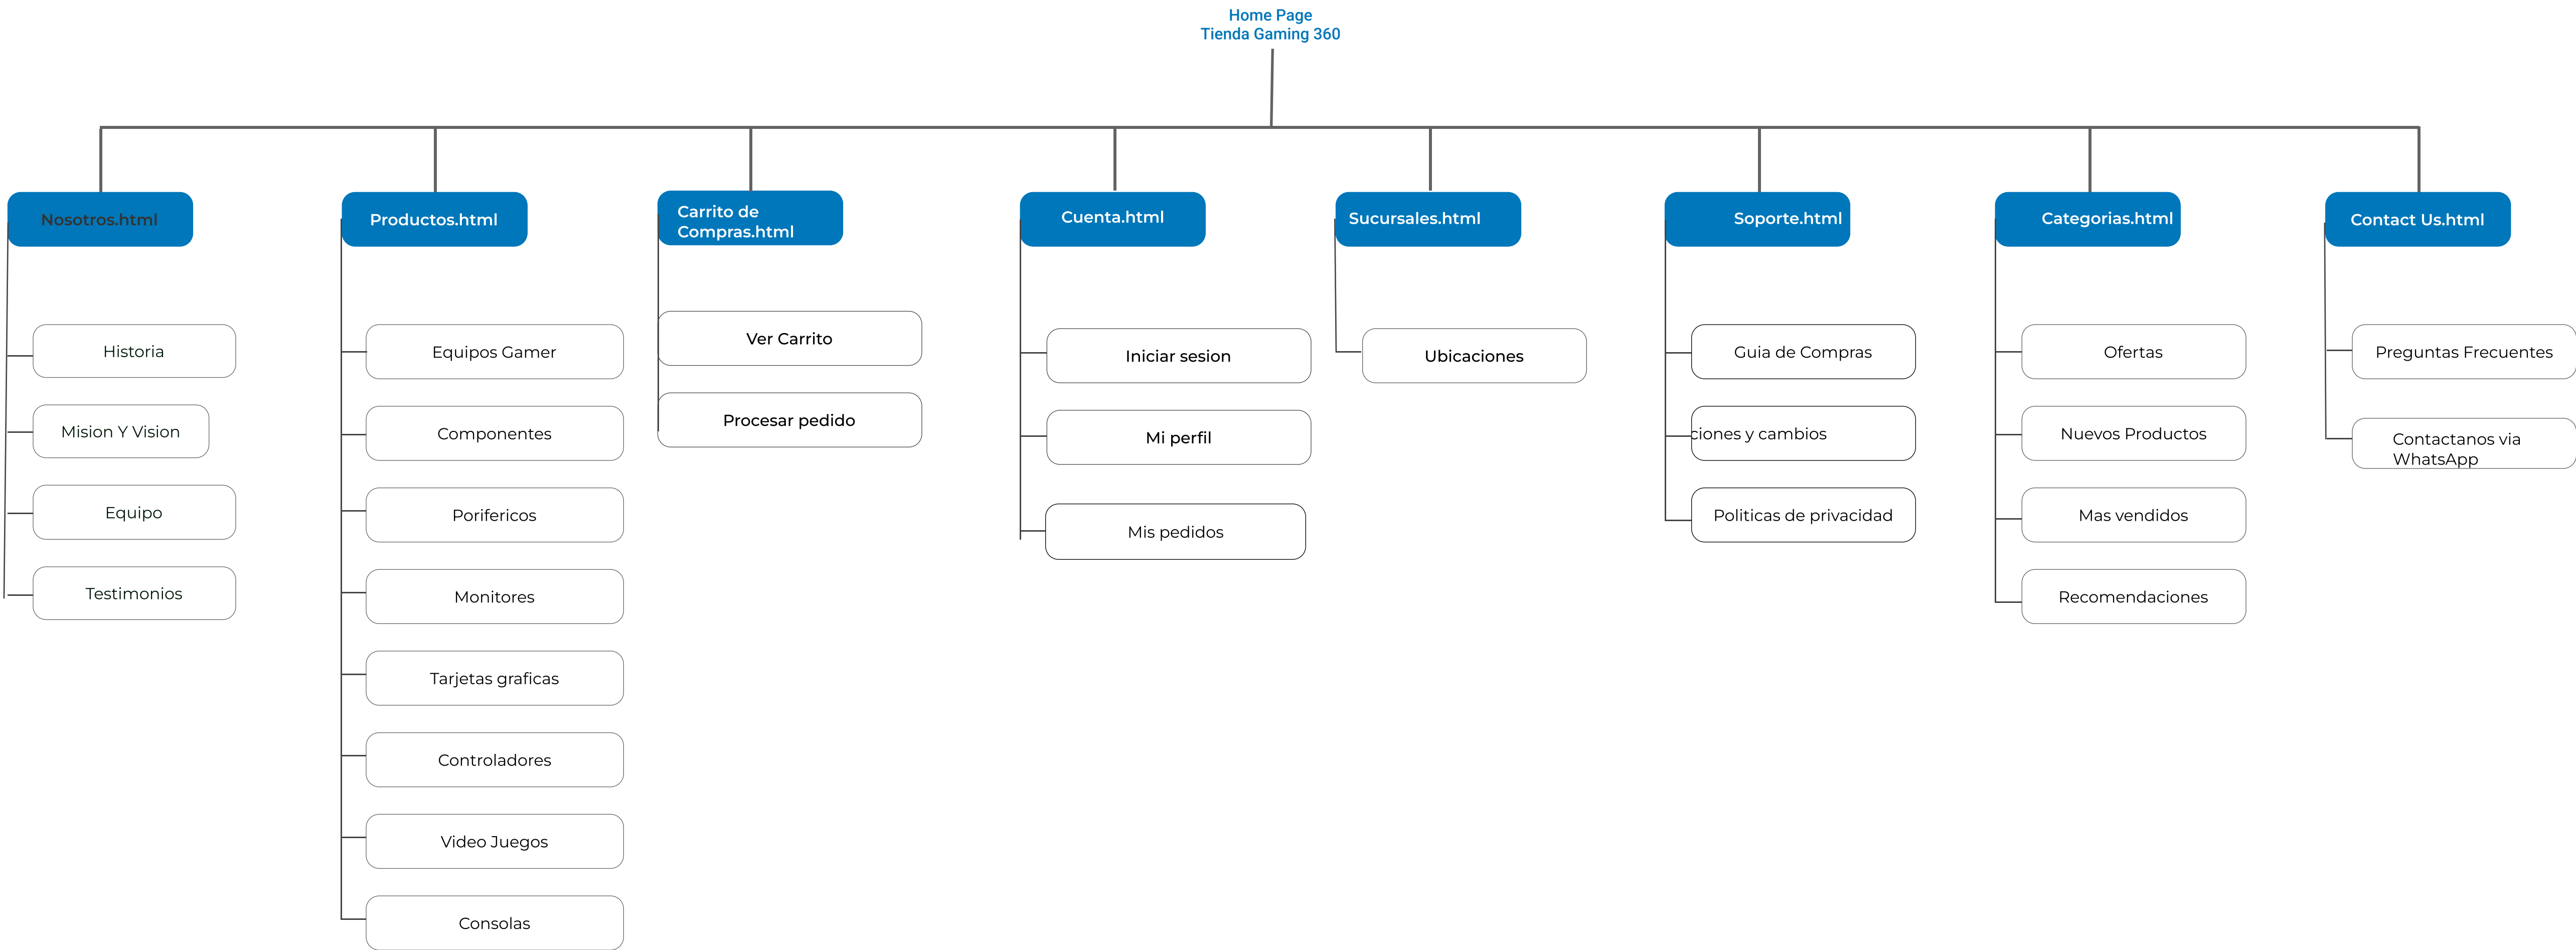 Home Page
Tienda Gaming 360
Nosotros.html
Historia
Mision Y Vision
Equipo
Testimonios
Productos.html
Equipos Gamer
Componentes
Porifericos
Monitores
Tarjetas graficas
Controladores
Video Juegos
Consolas
Carrito de
Compras.html
Ver Carrito
Procesar pedido
Cuenta.html
Iniciar sesion
Mi perfil
Mis pedidos
Sucursales.html
Ubicaciones
Soporte.html
Guia de Compras
ciones y cambios
Politicas de privacidad
Categorias.html
Ofertas
Nuevos Productos
Mas vendidos
Recomendaciones
Contact Us.html
Preguntas Frecuentes
Contactanos via
WhatsApp